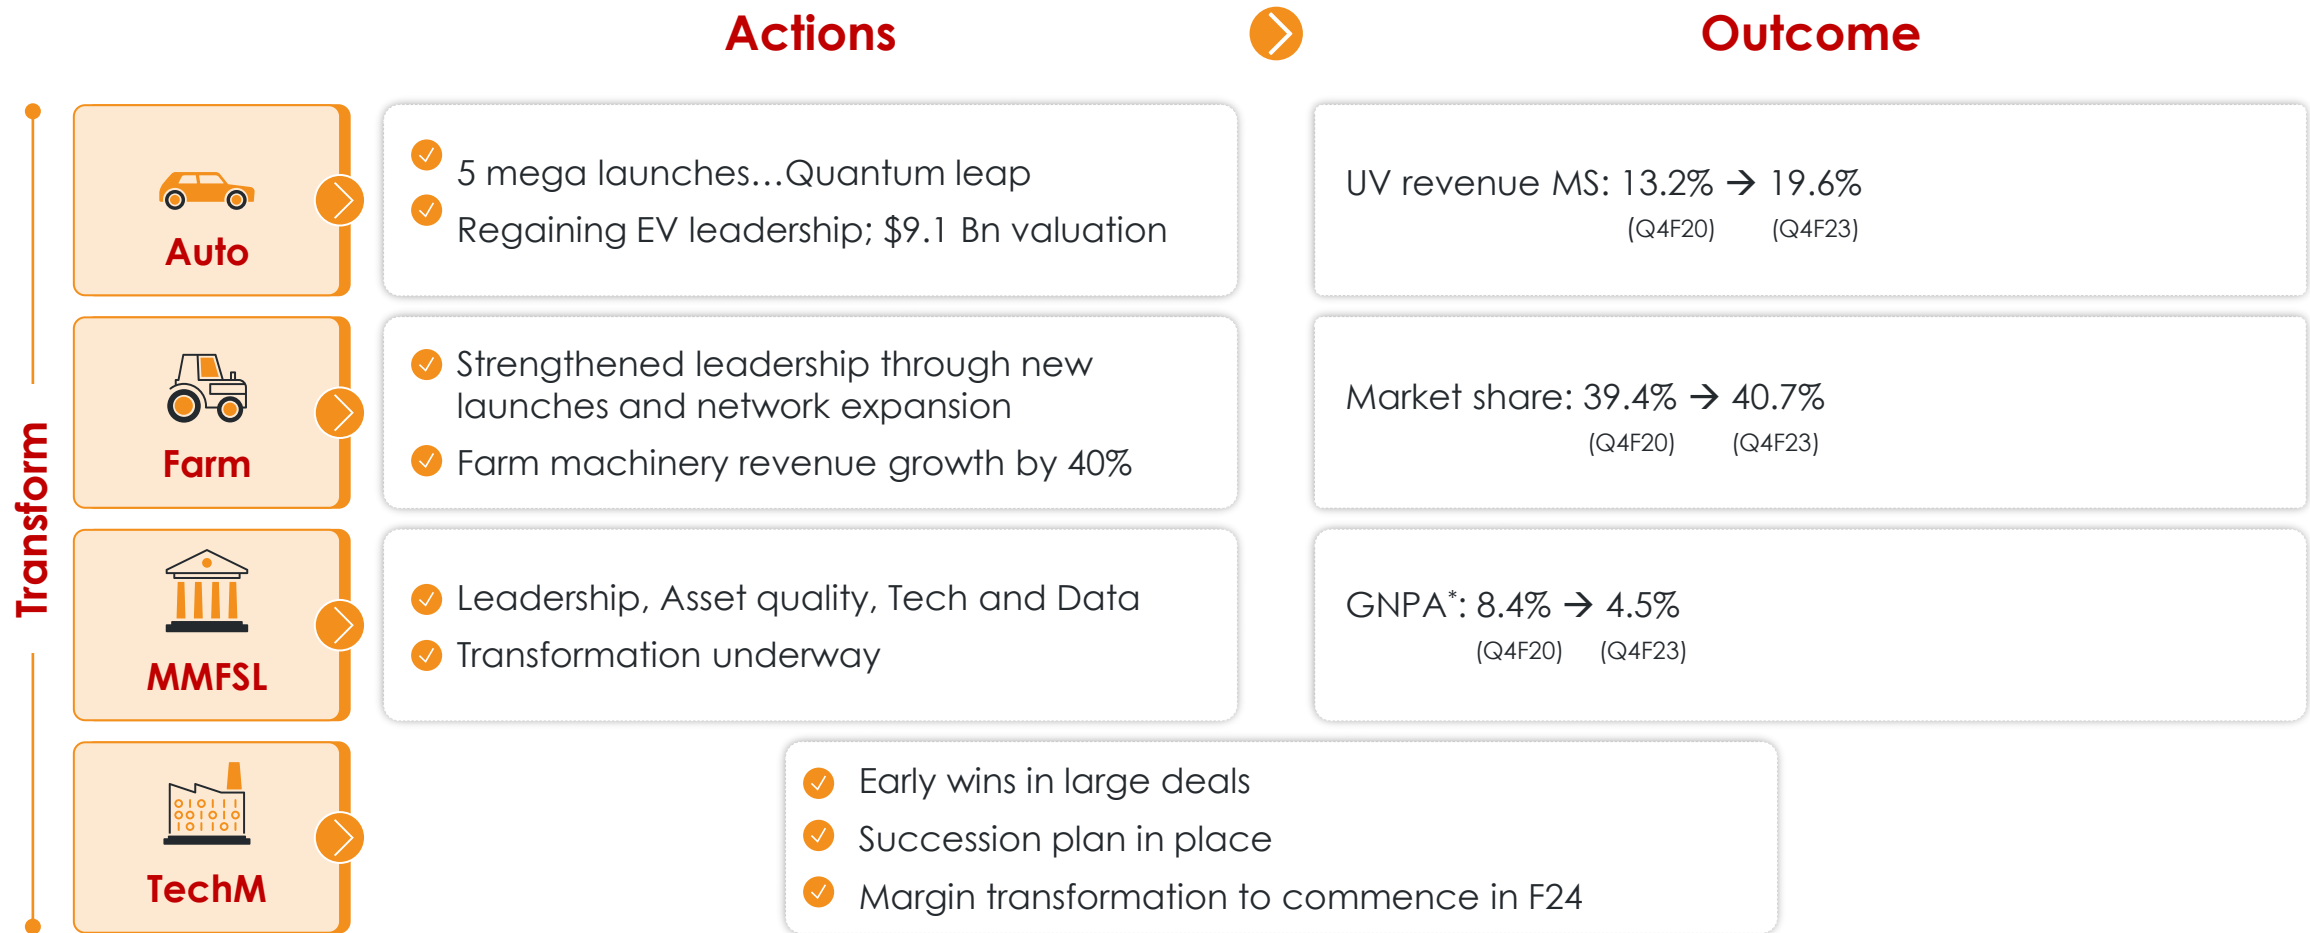 Actions
Outcome
Transform
Auto
5 mega launches...Quantum leap
Regaining EV leadership; $9.1 Bn valuation
UV revenue MS: 13.2% → 19.6%
(Q4F20) (Q4F23)
Farm
Strengthened leadership through new
launches and network expansion
Farm machinery revenue growth by 40%
Market share: 39.4% → 40.7%
(Q4F20) (Q4F23)
MMFSL
Leadership, Asset quality, Tech and Data
Transformation underway
GNPA*: 8.4% → 4.5%
(Q4F20) (Q4F23)
TechM
Early wins in large deals
Succession plan in place
Margin transformation to commence in F24